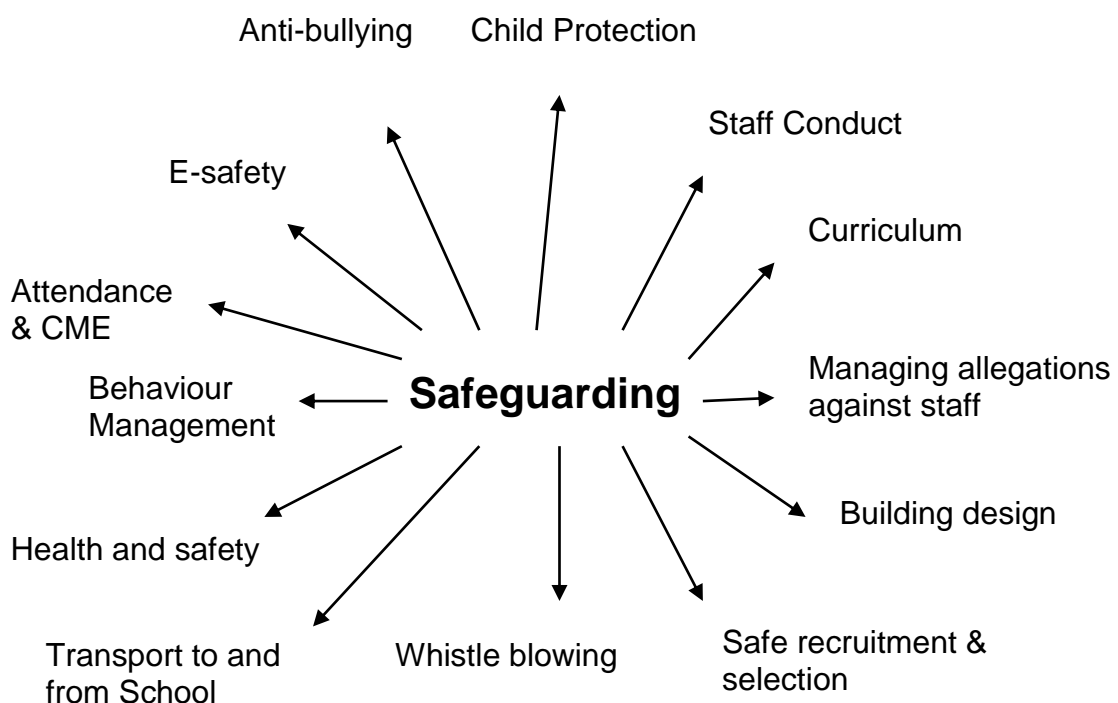 Anti-bullying
Child Protection
Staff Conduct
E-safety
Curriculum
Attendance
& CME
Managing allegations
against staff
Behaviour
Management
Safeguarding
Building design
Health and safety
Safe recruitment &
selection
Transport to and
from School
Whistle blowing